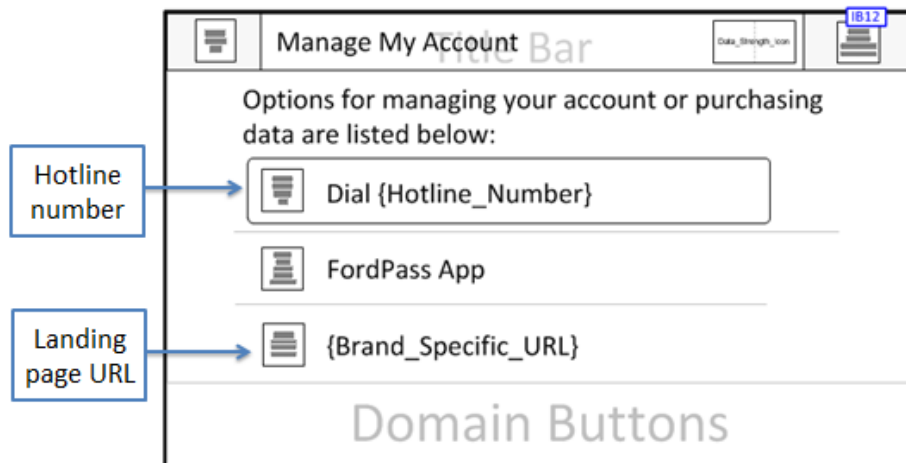 IB12
Manage My Account
Title Bar
Data_Strength_Icon
Options for managing your account or purchasing
data are listed below:
Hotline
number
Dial {Hotline_Number}
FordPass App
Landing
page URL
{Brand_Specific_URL}
Domain Buttons